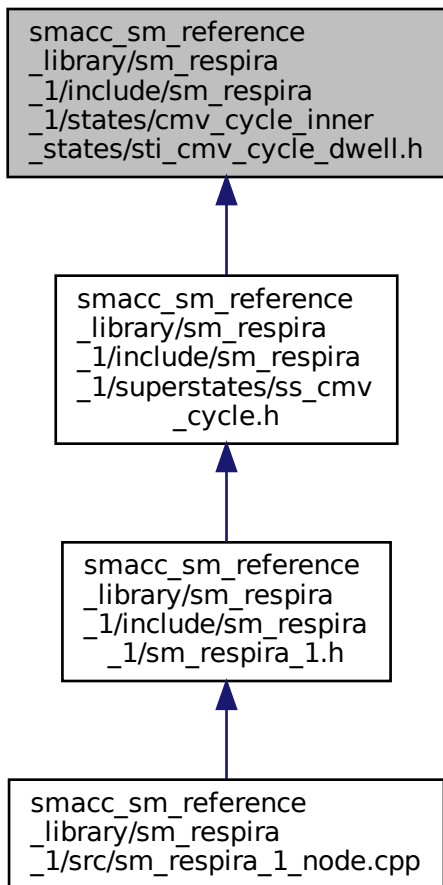 smacc_sm_reference
_library/sm_respira
_1/include/sm_respira
_1/states/cmv_cycle_inner
_states/sti_cmv_cycle_dwell.h
smacc_sm_reference
_library/sm_respira
_1/include/sm_respira
_1/superstates/ss_cmv
_cycle.h
smacc_sm_reference
_library/sm_respira
_1/include/sm_respira
_1/sm_respira_1.h
smacc_sm_reference
_library/sm_respira
_1/src/sm_respira_1_node.cpp